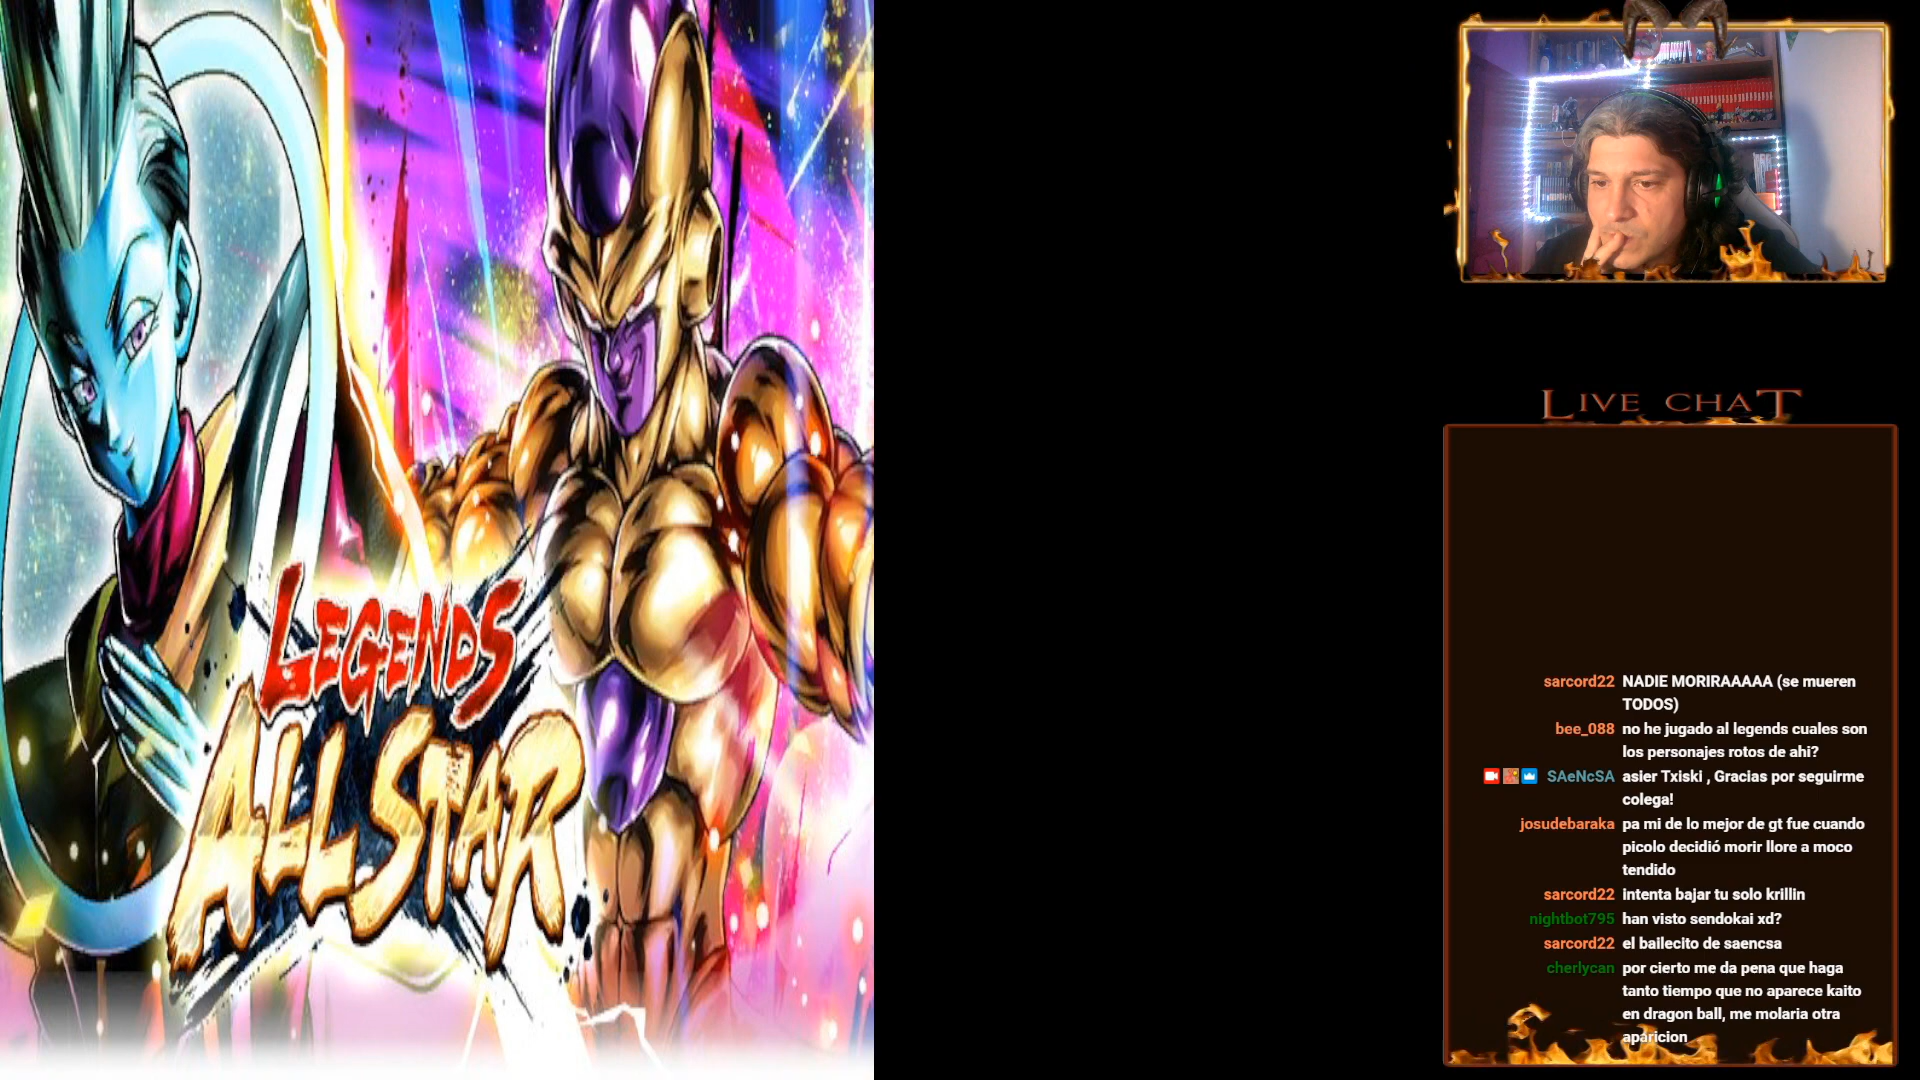 LEGENDS
ALL STAR
LIVE CHAT
sarcord22 NADIE MORIRAAAAA (se mueren
TODOS)
bee_088 no he jugado al legends cuales son
los personajes rotos de ahi?
SAeNcSA asier Txiski , Gracias por seguirme
colega!
josudebaraka pa mi de lo mejor de gt fue cuando
picolo decidió morir llore a moco
tendido
sarcord22 intenta bajar tu solo krillin
nightbot795 han visto sendokai xd?
sarcord22 el bailecito de saencsa
cherlycan por cierto me da pena que haga
tanto tiempo que no aparece kaito
en dragon ball, me molaria otra
aparicion